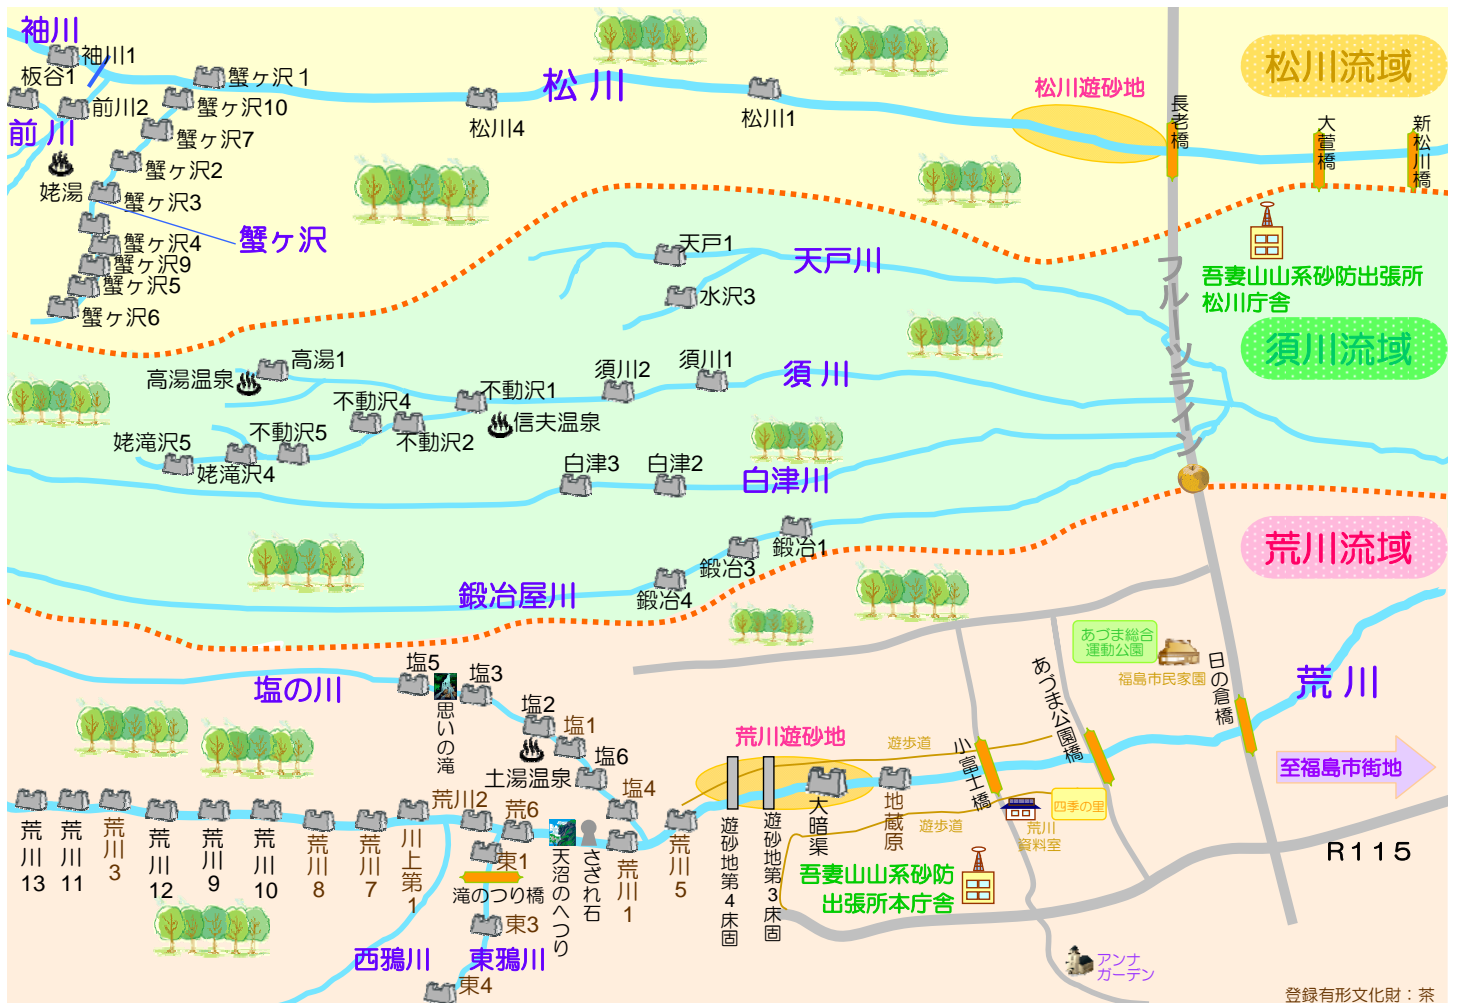 袖川
袖川1
板谷1
前川2
前川
姥湯
蟹ヶ沢１
蟹ヶ沢10
蟹ヶ沢7
蟹ヶ沢2
蟹ヶ沢3
蟹ヶ沢4
蟹ヶ沢9
蟹ヶ沢5
蟹ヶ沢6
蟹ヶ沢
松川
松川4
松川1
松川遊砂地
長老橋
大萱橋
新松川橋
松川流域
天戸1
天戸川
水沢3
フルーツライン
吾妻山山系砂防出張所
松川庁舎
須川流域
高湯1
高湯温泉
不動沢1
不動沢4
不動沢2
不動沢5
信夫温泉
姥滝沢5
姥滝沢4
須川2
須川1
須川
白津3
白津2
白津川
鍛冶1
鍛冶3
鍛冶4
鍛冶屋川
荒川流域
塩の川
塩5
塩3
思いの滝
塩2
塩1
塩6
塩4
土湯温泉
荒川遊砂地
遊歩道
遊歩道
小富士橋
あづま公園橋
あづま総合
運動公園
福島市民家園
日の倉橋
荒川
至福島市街地
四季の里
荒川
資料室
R115
荒川13
荒川11
荒川3
荒川12
荒川9
荒川10
荒川8
荒川7
川上第1
荒川2
荒6
東1
滝のつり橋
東3
東4
西鴉川
東鴉川
天沼のへつり
さざれ石
荒川1
荒川5
遊砂地第4床固
遊砂地第3床固
大暗渠
地蔵原
吾妻山山系砂防
出張所本庁舎
アンナ
ガーデン
登録有形文化財：茶